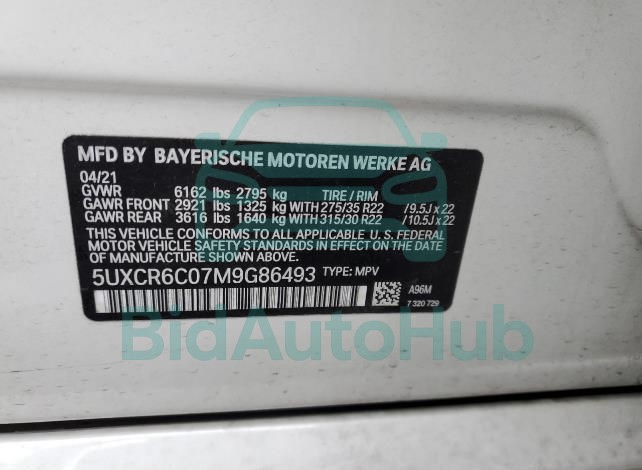 MFD BY BAYERISCHE MOTOREN WERKE AG
04/21
GVWR 6162 lbs 2795 kg TIRE / RIM
GAWR FRONT 2921 lbs 1325 kg WITH 275/35 R22 /9.5J x 22
GAWR REAR 3616 lbs 1640 kg WITH 315/30 R22 /10.5J x 22
THIS VEHICLE CONFORMS TO ALL APPLICABLE U. S. FEDERAL
MOTOR VEHICLE SAFETY STANDARDS IN EFFECT ON THE DATE
OF MANUFACTURE SHOWN ABOVE.
5UXCR6C07M9G86493 TYPE: MPV
A96M
7 320 729
BidAutoHub